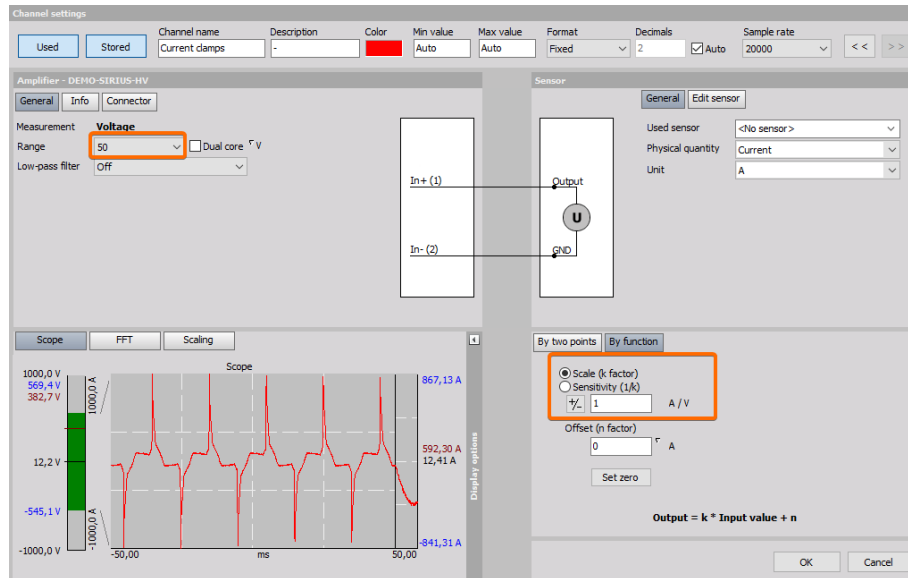 Channel settings
Used
Stored
Channel name
Current clamps
Description
-
Color
Min value
Auto
Max value
Auto
Format
Fixed
Decimals
2
Auto
Sample rate
20000
<<
>>
Amplifier - DEMO-SIRIUS-HV
General Info Connector
Measurement Voltage
Range 50 Dual core V
Low-pass filter Off
In+ (1)
In- (2)
Sensor
General Edit sensor
Used sensor <No sensor>
Physical quantity Current
Unit A
Output
U
GND
Scope FFT Scaling
Scope
1000,0 V
569,4 V
382,7 V
12,2 V
-545,1 V
-1000,0 V
1000,0 A
-1000,0 A
867,13 A
592,30 A
12,41 A
-841,31 A
-50,00 ms 50,00
Display options
By two points By function
Scale (k factor)
Sensitivity (1/k)
+/_ 1 A / V
Offset (n factor)
0 A
Set zero
Output = k * Input value + n
OK Cancel